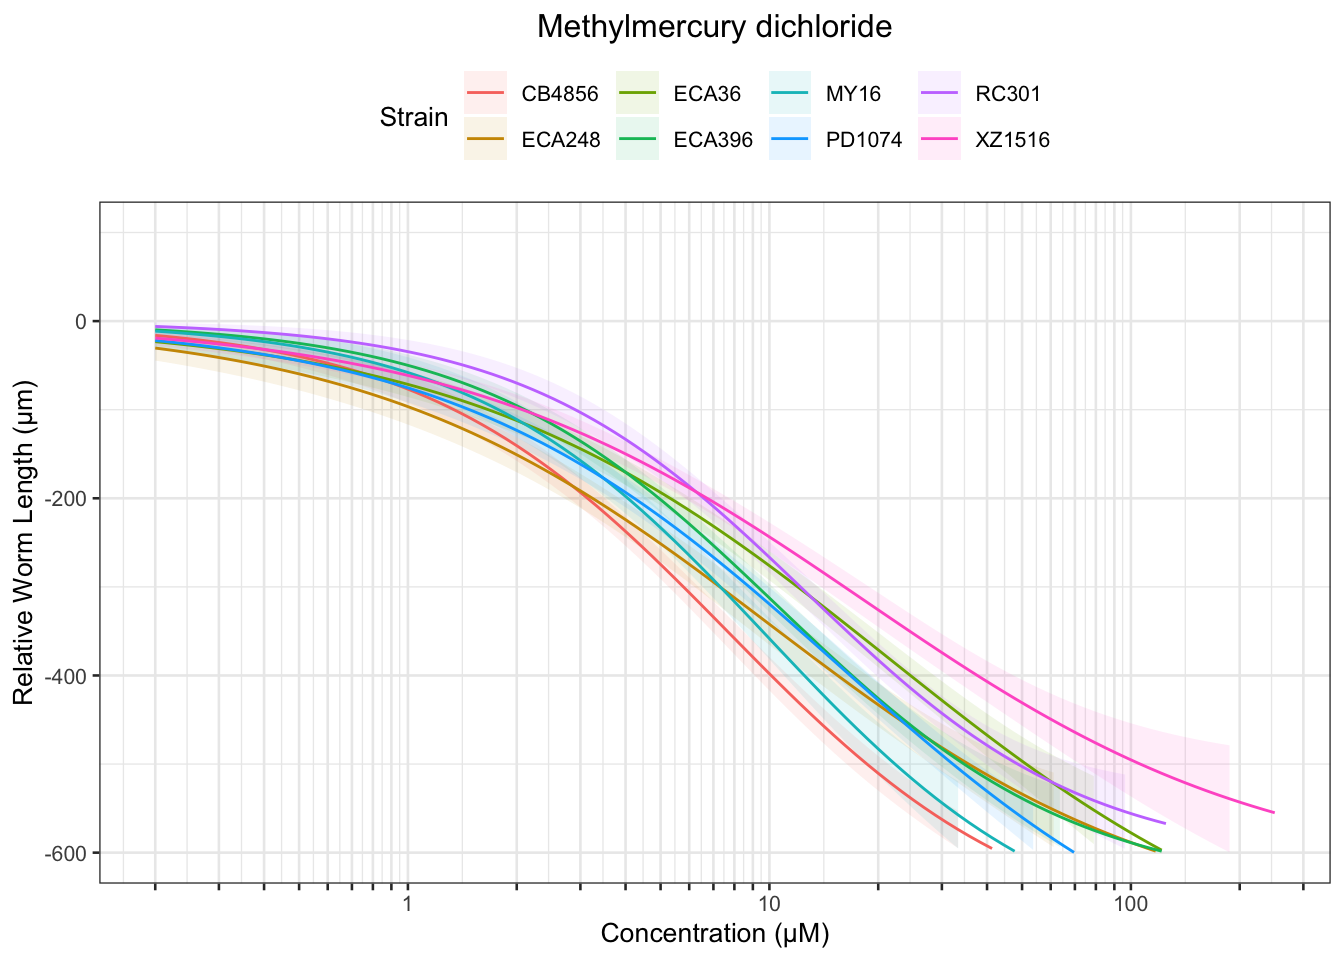 Methylmercury dichloride
Strain
CB4856 ECA36 MY16 RC301
ECA248 ECA396 PD1074 XZ1516
Relative Worm Length (µm)
0
-200
-400
-600
1 10 100
Concentration (µM)